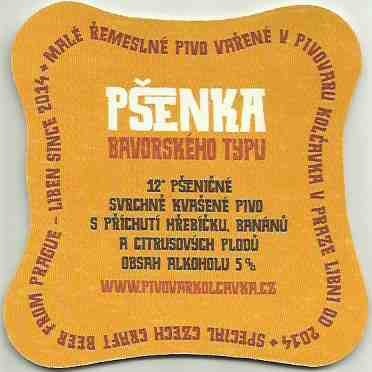 MALÉ ŘEMESLNÉ PIVO VAŘENÉ V PIVOVARU KOLČAVKA V PRAZE LIBNI OD 2014 * SPECIAL CZECH CRAFT BEER FROM PRAGUE - LIBEN SINCE 2014 *
PŠENKA
BAVORSKÉHO TYPU
12° PŠENIČNÉ
SVRCHNĚ KVAŠENÉ PIVO
S PŘÍCHUTÍ HŘEBÍČKU, BANÁNŮ
A CITRUSOVÝCH PLODŮ
OBSAH ALKOHOLU 5%
WWW.PIVOVARKOLCAVKA.CZ